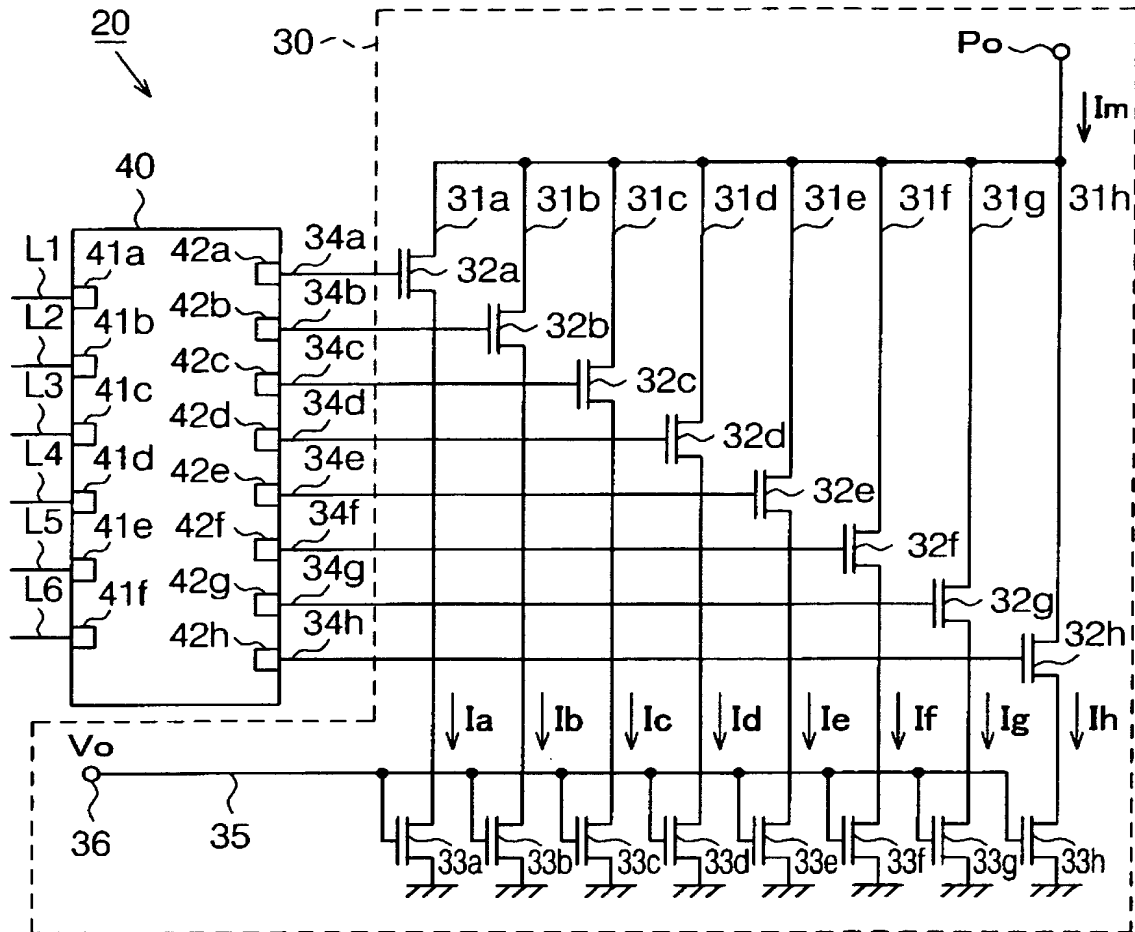 20
30
Po
Im
40
31a 31b 31c 31d 31e 31f 31g 31h
L1 41a 42a 34a 32a
L2 41b 42b 34b 32b
L3 41c 42c 34c 32c
L4 41d 42d 34d 32d
L5 41e 42e 34e 32e
L6 41f 42f 34f 32f
42g 34g 32g
42h 34h 32h
Ia Ib Ic Id Ie If Ig Ih
Vo
36 35
33a 33b 33c 33d 33e 33f 33g 33h